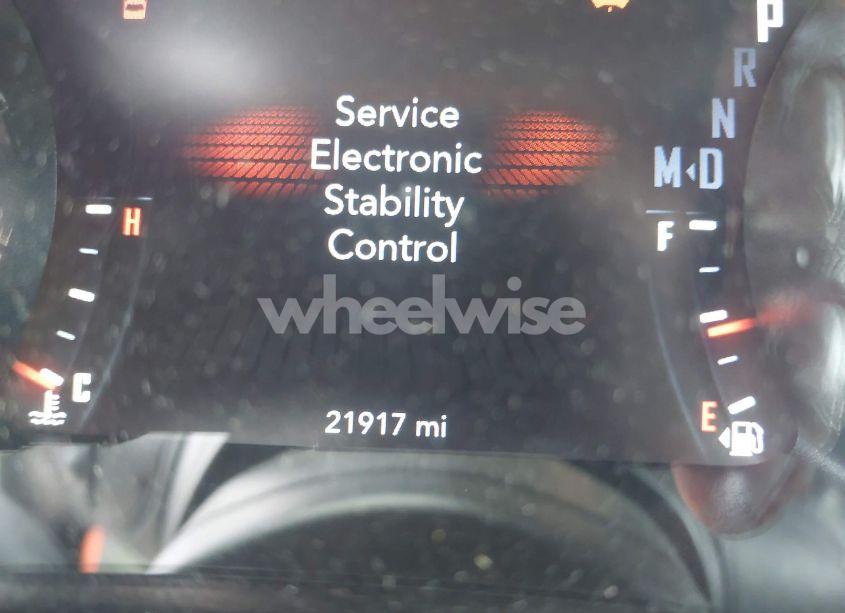 P
R
N
M◂D
Service
Electronic
Stability
Control
H
F
wheelwise
C
E
21917 mi